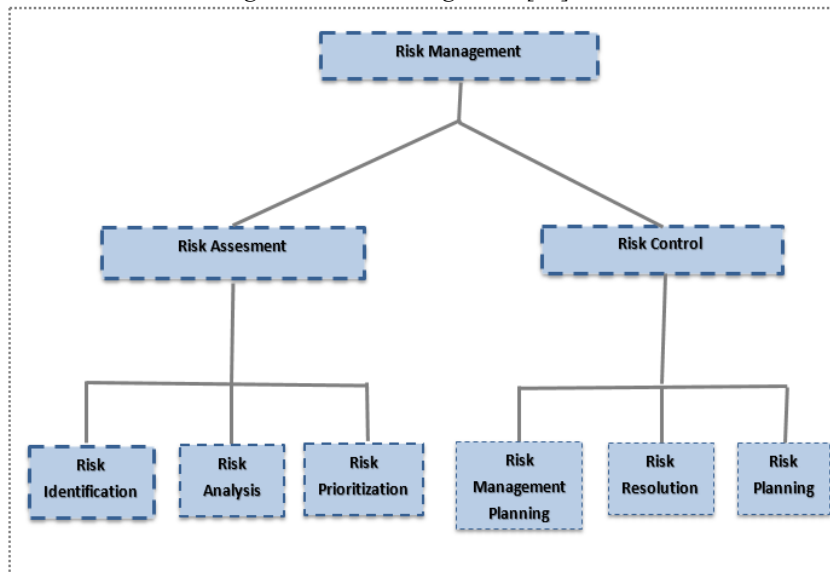 Risk Management
Risk Assesment
Risk Control
Risk
Identification
Risk
Analysis
Risk
Prioritization
Risk
Management
Planning
Risk
Resolution
Risk
Planning